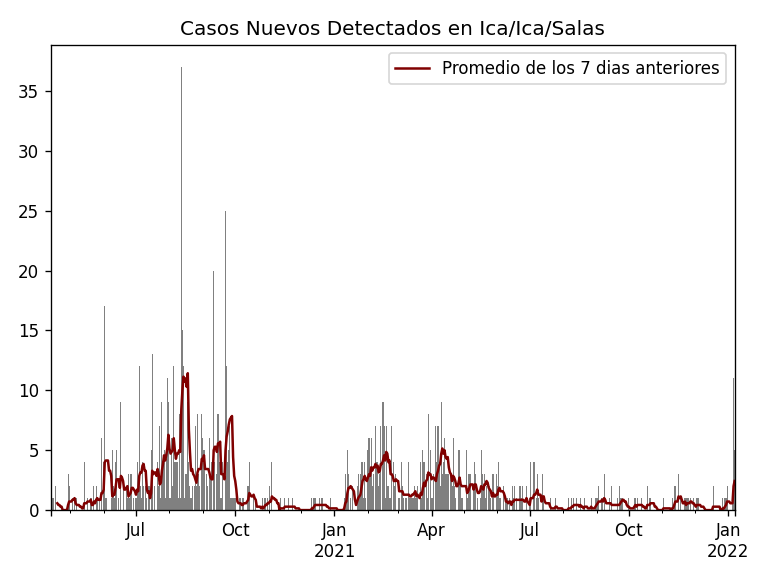 Casos Nuevos Detectados en Ica/Ica/Salas
Promedio de los 7 dias anteriores
35
30
25
20
15
10
5
0
Jul
Oct
Jan
2021
Apr
Jul
Oct
Jan
2022